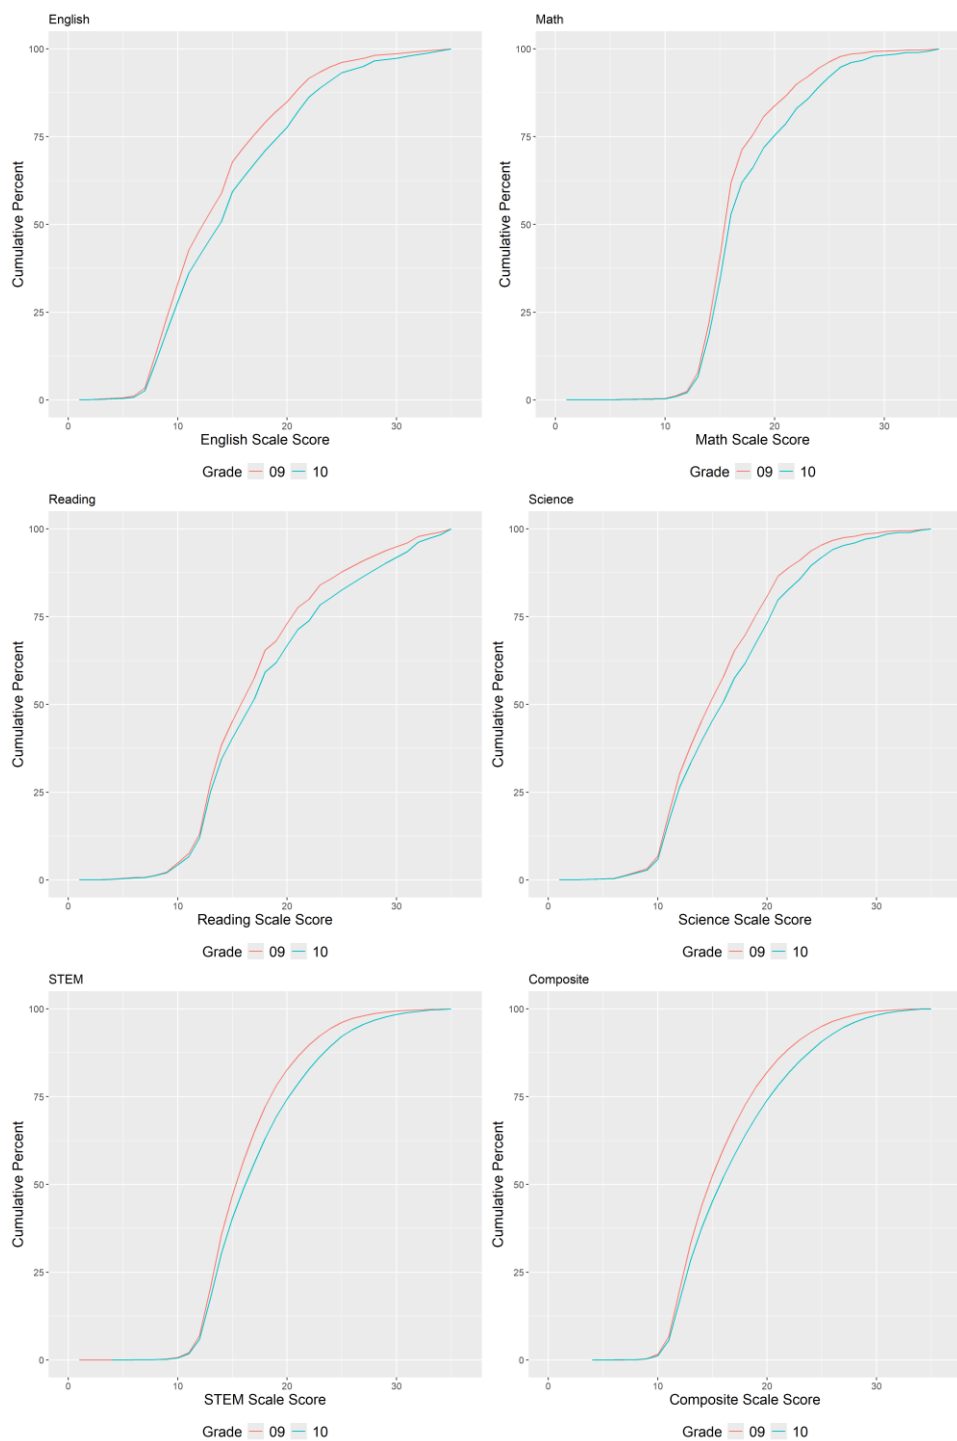 English
Math
100
75
50
25
0
Cumulative Percent
0 10 20 30
English Scale Score
Grade 09 10
100
75
50
25
0
Cumulative Percent
0 10 20 30
Math Scale Score
Grade 09 10
Reading
Science
100
75
50
25
0
Cumulative Percent
0 10 20 30
Reading Scale Score
Grade 09 10
100
75
50
25
0
Cumulative Percent
0 10 20 30
Science Scale Score
Grade 09 10
STEM
Composite
100
75
50
25
0
Cumulative Percent
0 10 20 30
STEM Scale Score
Grade 09 10
100
75
50
25
0
Cumulative Percent
0 10 20 30
Composite Scale Score
Grade 09 10